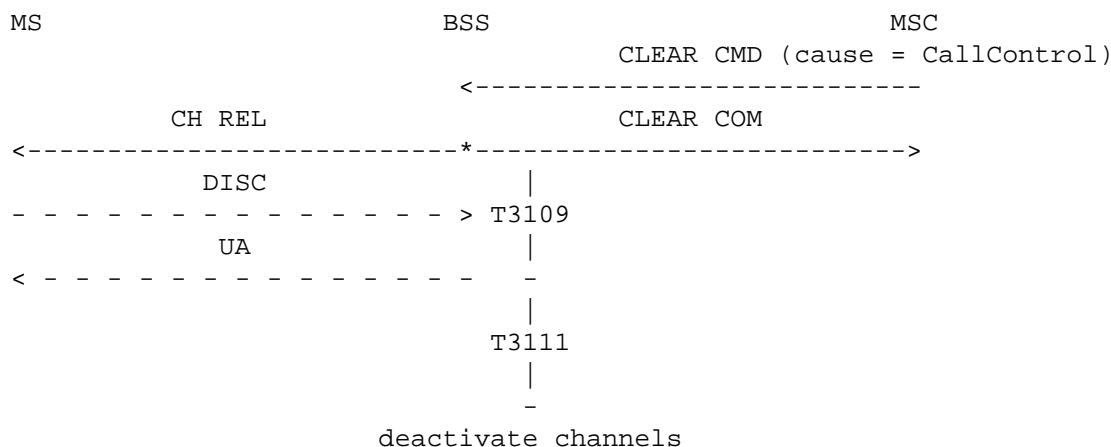 MS BSS MSC
CLEAR CMD (cause = CallControl)
<----------------------------
CH REL CLEAR COM
<---------------------------*--------------------------->
DISC |
- - - - - - - - - - - - - - > T3109
UA |
< - - - - - - - - - - - - - - -
|
T3111
|
-
deactivate channels